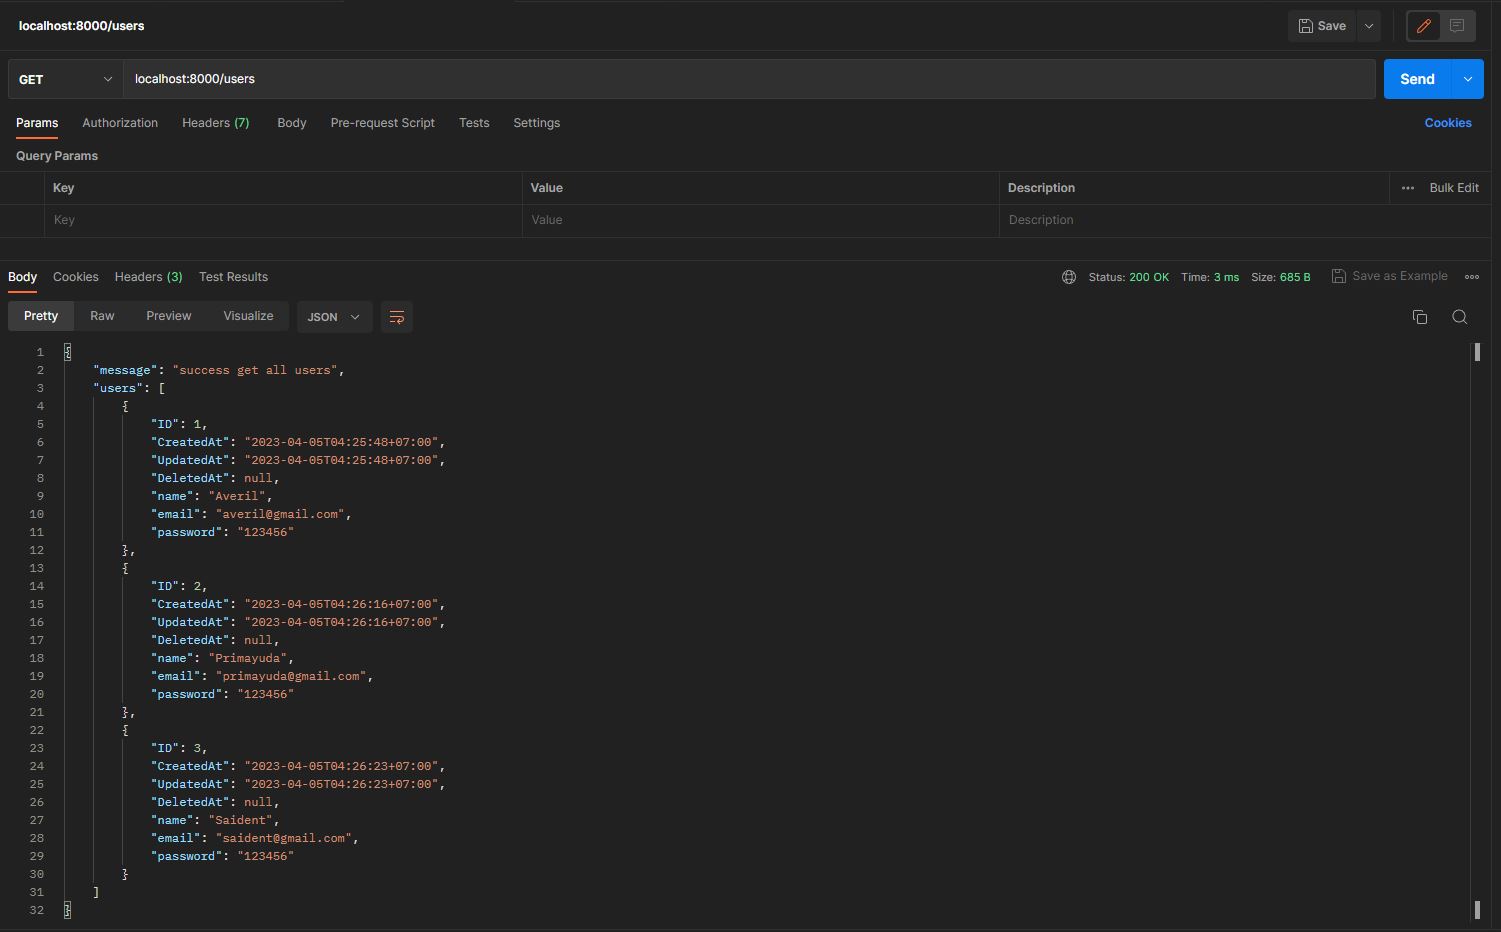 localhost:8000/users
Save
GET
localhost:8000/users
Send
Params Authorization Headers (7) Body Pre-request Script Tests Settings Cookies
Query Params
Key Value Description ••• Bulk Edit
Key Value Description
Body Cookies Headers (3) Test Results Status: 200 OK Time: 3 ms Size: 685 B Save as Example
Pretty Raw Preview Visualize JSON
1 {
2 "message": "success get all users",
3 "users": [
4 {
5 "ID": 1,
6 "CreatedAt": "2023-04-05T04:25:48+07:00",
7 "UpdatedAt": "2023-04-05T04:25:48+07:00",
8 "DeletedAt": null,
9 "name": "Averil",
10 "email": "averil@gmail.com",
11 "password": "123456"
12 },
13 {
14 "ID": 2,
15 "CreatedAt": "2023-04-05T04:26:16+07:00",
16 "UpdatedAt": "2023-04-05T04:26:16+07:00",
17 "DeletedAt": null,
18 "name": "Primayuda",
19 "email": "primayuda@gmail.com",
20 "password": "123456"
21 },
22 {
23 "ID": 3,
24 "CreatedAt": "2023-04-05T04:26:23+07:00",
25 "UpdatedAt": "2023-04-05T04:26:23+07:00",
26 "DeletedAt": null,
27 "name": "Saident",
28 "email": "saident@gmail.com",
29 "password": "123456"
30 }
31 ]
32 }